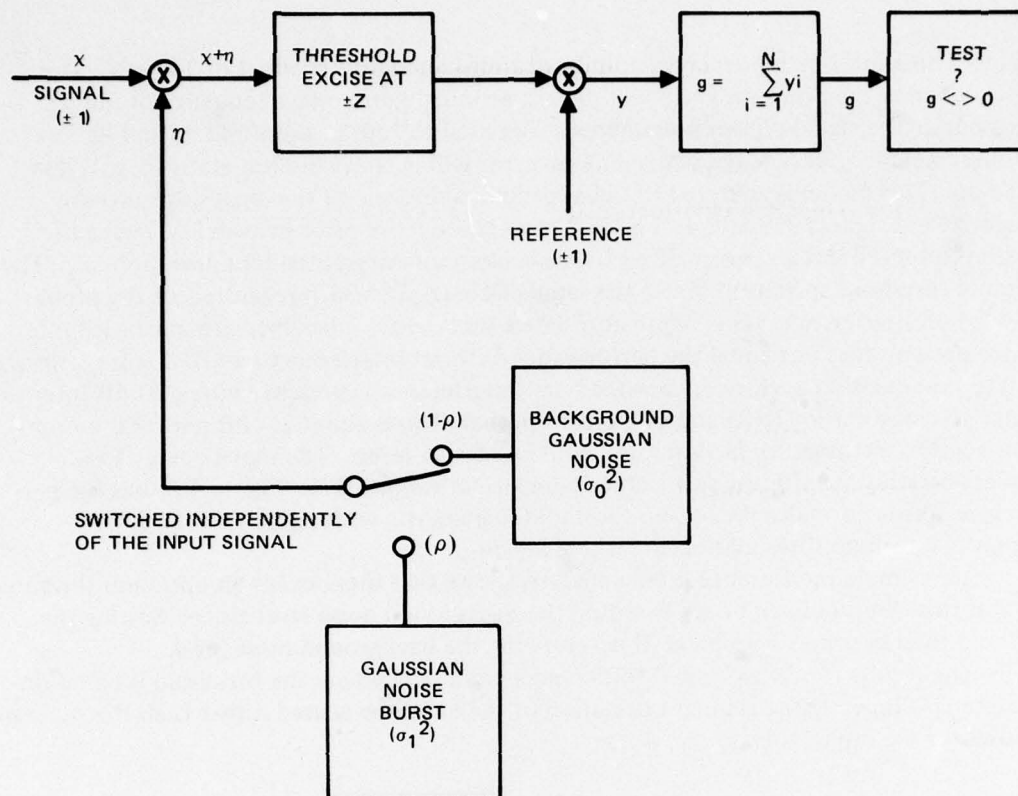 x
SIGNAL
(± 1)
X
x+η
η
THRESHOLD
EXCISE AT
±Z
X
REFERENCE
(±1)
y
g = N
∑ yi
i = 1
g
TEST
?
g <> 0
(1-ρ)
BACKGROUND
GAUSSIAN
NOISE
(σ₀²)
SWITCHED INDEPENDENTLY
OF THE INPUT SIGNAL
(ρ)
GAUSSIAN
NOISE
BURST
(σ₁²)